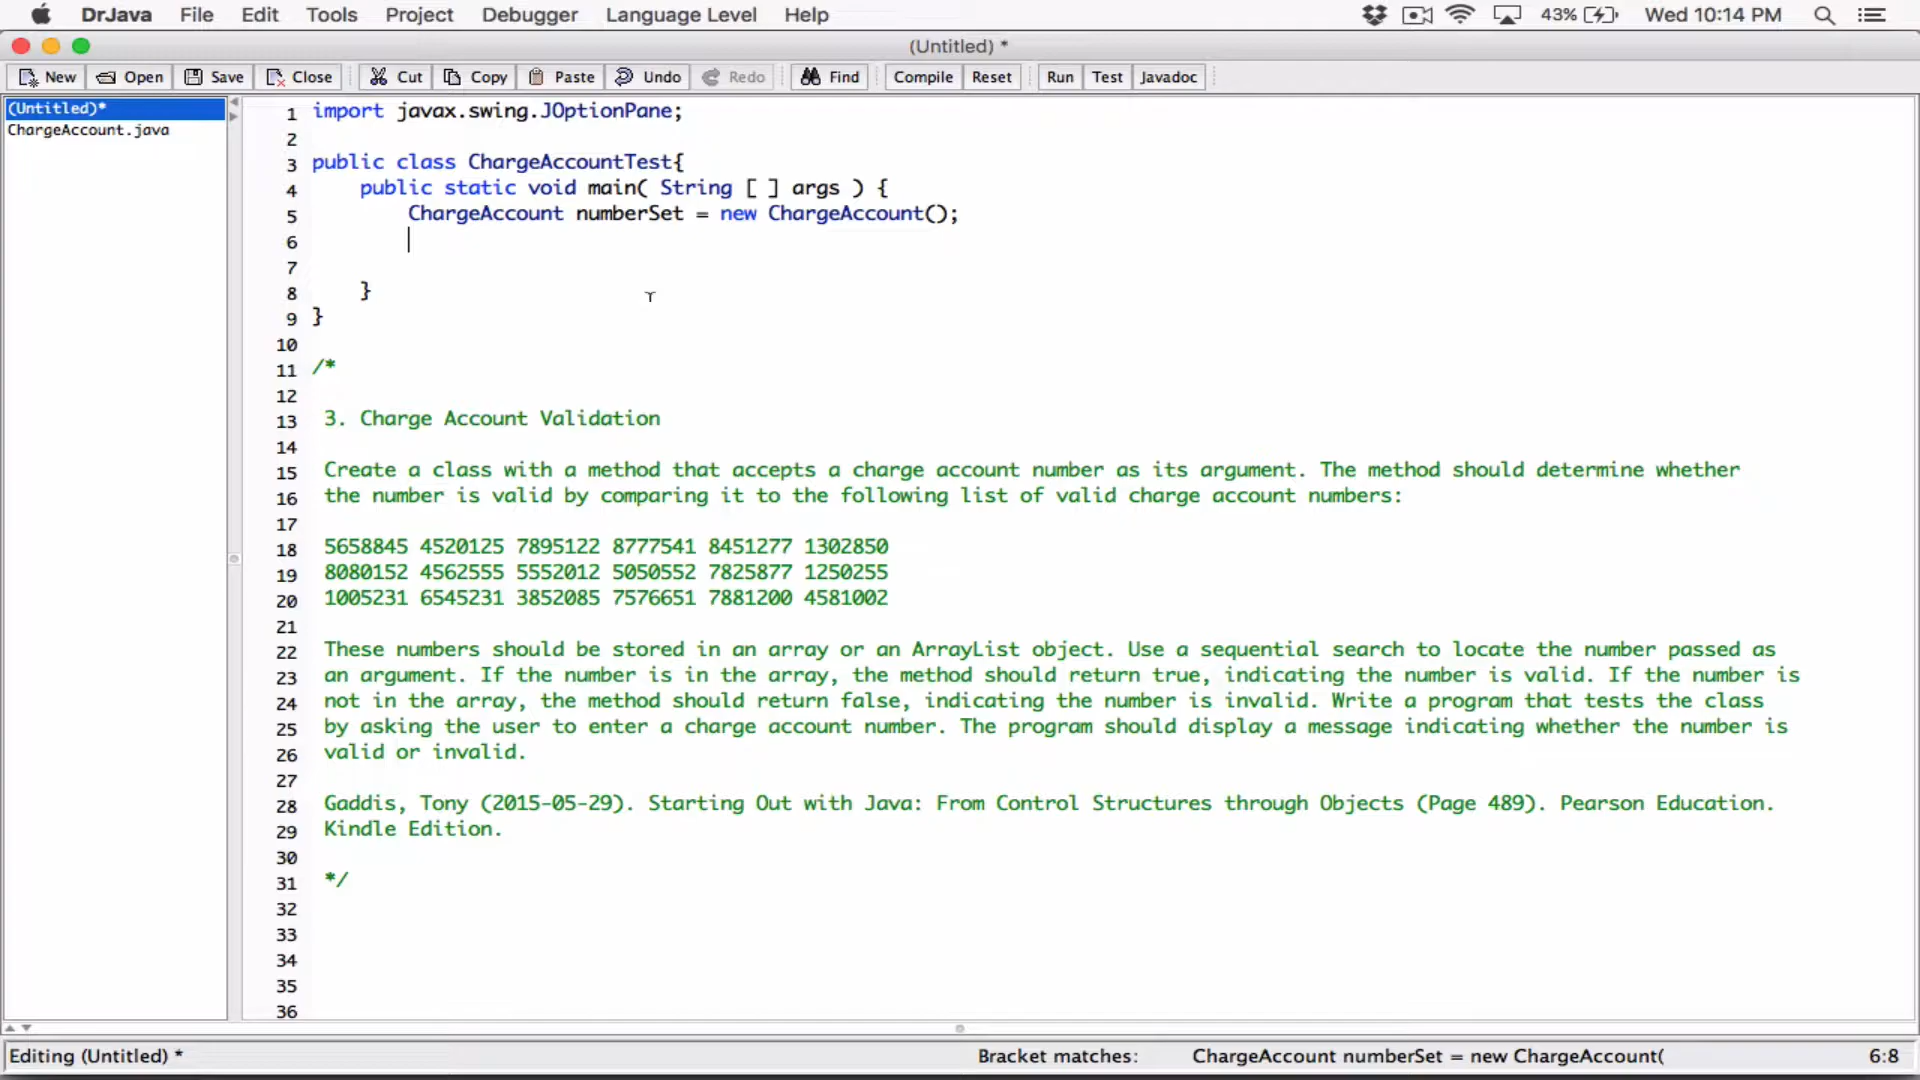 DrJava File Edit Tools Project Debugger Language Level Help 43% Wed 10:14 PM
(Untitled) *
New Open Save Close Cut Copy Paste Undo Redo Find Compile Reset Run Test Javadoc
(Untitled)*
ChargeAccount.java
1 import javax.swing.JOptionPane;
2
3 public class ChargeAccountTest{
4 public static void main( String [ ] args ) {
5 ChargeAccount numberSet = new ChargeAccount();
6
7
8 }
9 }
10
11 /*
12
13 3. Charge Account Validation
14
15 Create a class with a method that accepts a charge account number as its argument. The method should determine whether
16 the number is valid by comparing it to the following list of valid charge account numbers:
17
18 5658845 4520125 7895122 8777541 8451277 1302850
19 8080152 4562555 5552012 5050552 7825877 1250255
20 1005231 6545231 3852085 7576651 7881200 4581002
21
22 These numbers should be stored in an array or an ArrayList object. Use a sequential search to locate the number passed as
23 an argument. If the number is in the array, the method should return true, indicating the number is valid. If the number is
24 not in the array, the method should return false, indicating the number is invalid. Write a program that tests the class
25 by asking the user to enter a charge account number. The program should display a message indicating whether the number is
26 valid or invalid.
27
28 Gaddis, Tony (2015-05-29). Starting Out with Java: From Control Structures through Objects (Page 489). Pearson Education.
29 Kindle Edition.
30
31 */
32
33
34
35
36
Editing (Untitled) * Bracket matches: ChargeAccount numberSet = new ChargeAccount( 6:8